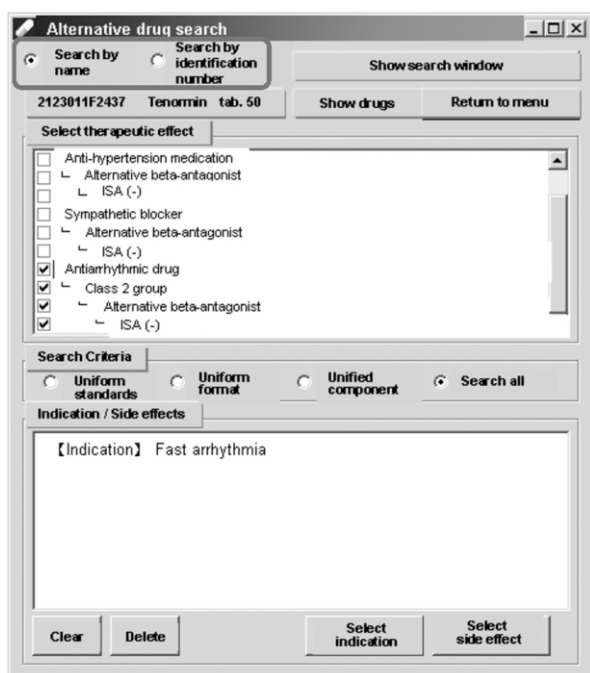 Alternative drug search
Search by name
Search by identification number
Show search window
2123011F2437 Tenormin tab. 50
Show drugs
Return to menu
Select therapeutic effect
Anti-hypertension medication
Alternative beta-antagonist
ISA (-)
Sympathetic blocker
Alternative beta-antagonist
ISA (-)
Antiarrhythmic drug
Class 2 group
Alternative beta-antagonist
ISA (-)
Search Criteria
Uniform standards
Uniform format
Unified component
Search all
Indication / Side effects
【Indication】 Fast arrhythmia
Clear
Delete
Select indication
Select side effect